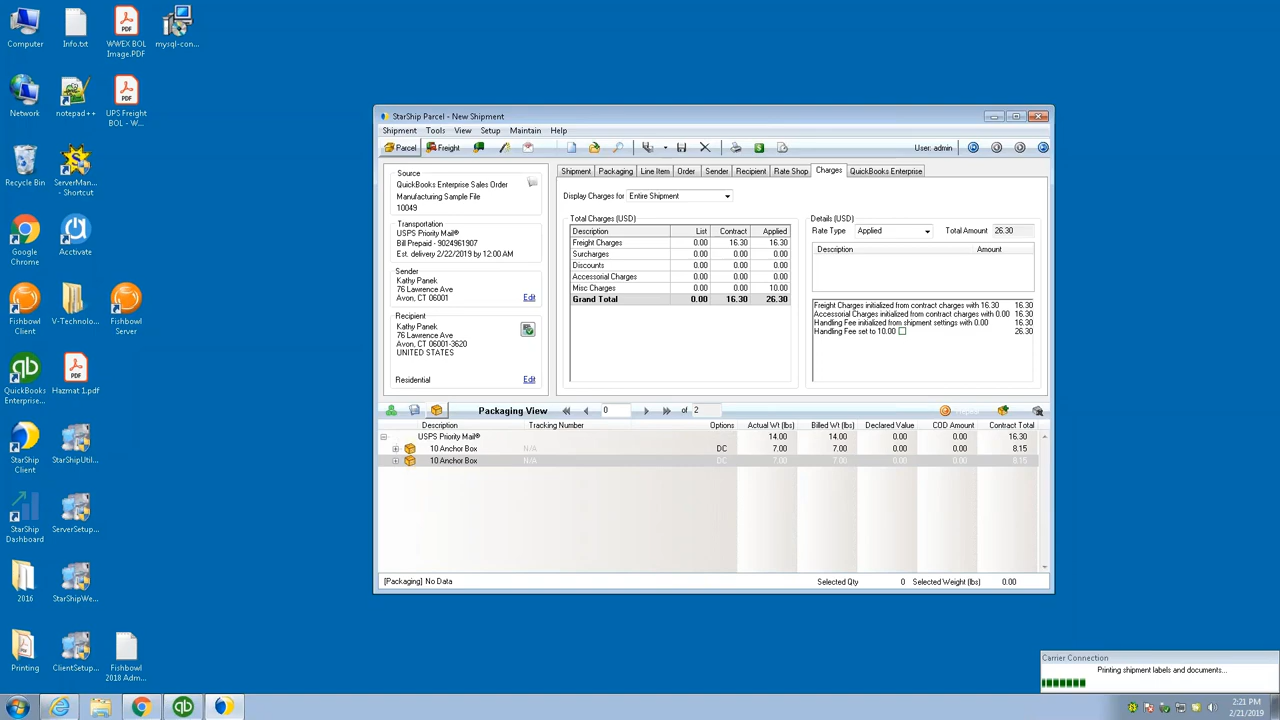 Computer
Info.txt
WWEX BOL
Image.PDF
mysql-con...
Network
notepad++
UPS Freight
BOL - W...
Recycle Bin
ServerMan...
- Shortcut
Google
Chrome
Acctivate
Fishbowl
Client
V-Technolo...
Fishbowl
Server
QuickBooks
Enterprise...
Hazmat 1.pdf
StarShip
Client
StarShipUtil...
StarShip
Dashboard
ServerSetup...
2016
StarShipWe...
Printing
ClientSetup...
Fishbowl
2018 Adm...
StarShip Parcel - New Shipment
Shipment Tools View Setup Maintain Help
Parcel Freight User: admin
Source
QuickBooks Enterprise Sales Order
Manufacturing Sample File
10049
Transportation
USPS Priority Mail®
Bill Prepaid - 9024961907
Est. delivery 2/22/2019 by 12:00 AM
Sender
Kathy Panek
76 Lawrence Ave
Avon, CT 06001 Edit
Recipient
Kathy Panek
76 Lawrence Ave
Avon, CT 06001-3620
UNITED STATES
Residential Edit
Shipment Packaging Line Item Order Sender Recipient Rate Shop Charges QuickBooks Enterprise
Display Charges for Entire Shipment
Total Charges (USD)
Description List Contract Applied
Freight Charges 0.00 16.30 16.30
Surcharges 0.00 0.00 0.00
Discounts 0.00 0.00 0.00
Accessorial Charges 0.00 0.00 0.00
Misc Charges 0.00 0.00 10.00
Grand Total 0.00 16.30 26.30
Details (USD)
Rate Type Applied Total Amount 26.30
Description Amount
Freight Charges initialized from contract charges with 16.30 16.30
Accessorial Charges initialized from contract charges with 0.00 16.30
Handling Fee initialized from shipment settings with 0.00 16.30
Handling Fee set to 10.00 26.30
Packaging View 0 of 2
Description Tracking Number Options Actual Wt (lbs) Billed Wt (lbs) Declared Value COD Amount Contract Total
USPS Priority Mail® 14.00 14.00 0.00 0.00 16.30
10 Anchor Box N/A DC 7.00 7.00 0.00 0.00 8.15
10 Anchor Box N/A DC 7.00 7.00 0.00 0.00 8.15
[Packaging] No Data Selected Qty 0 Selected Weight (lbs) 0.00
Carrier Connection
Printing shipment labels and documents...
2:21 PM
2/21/2019